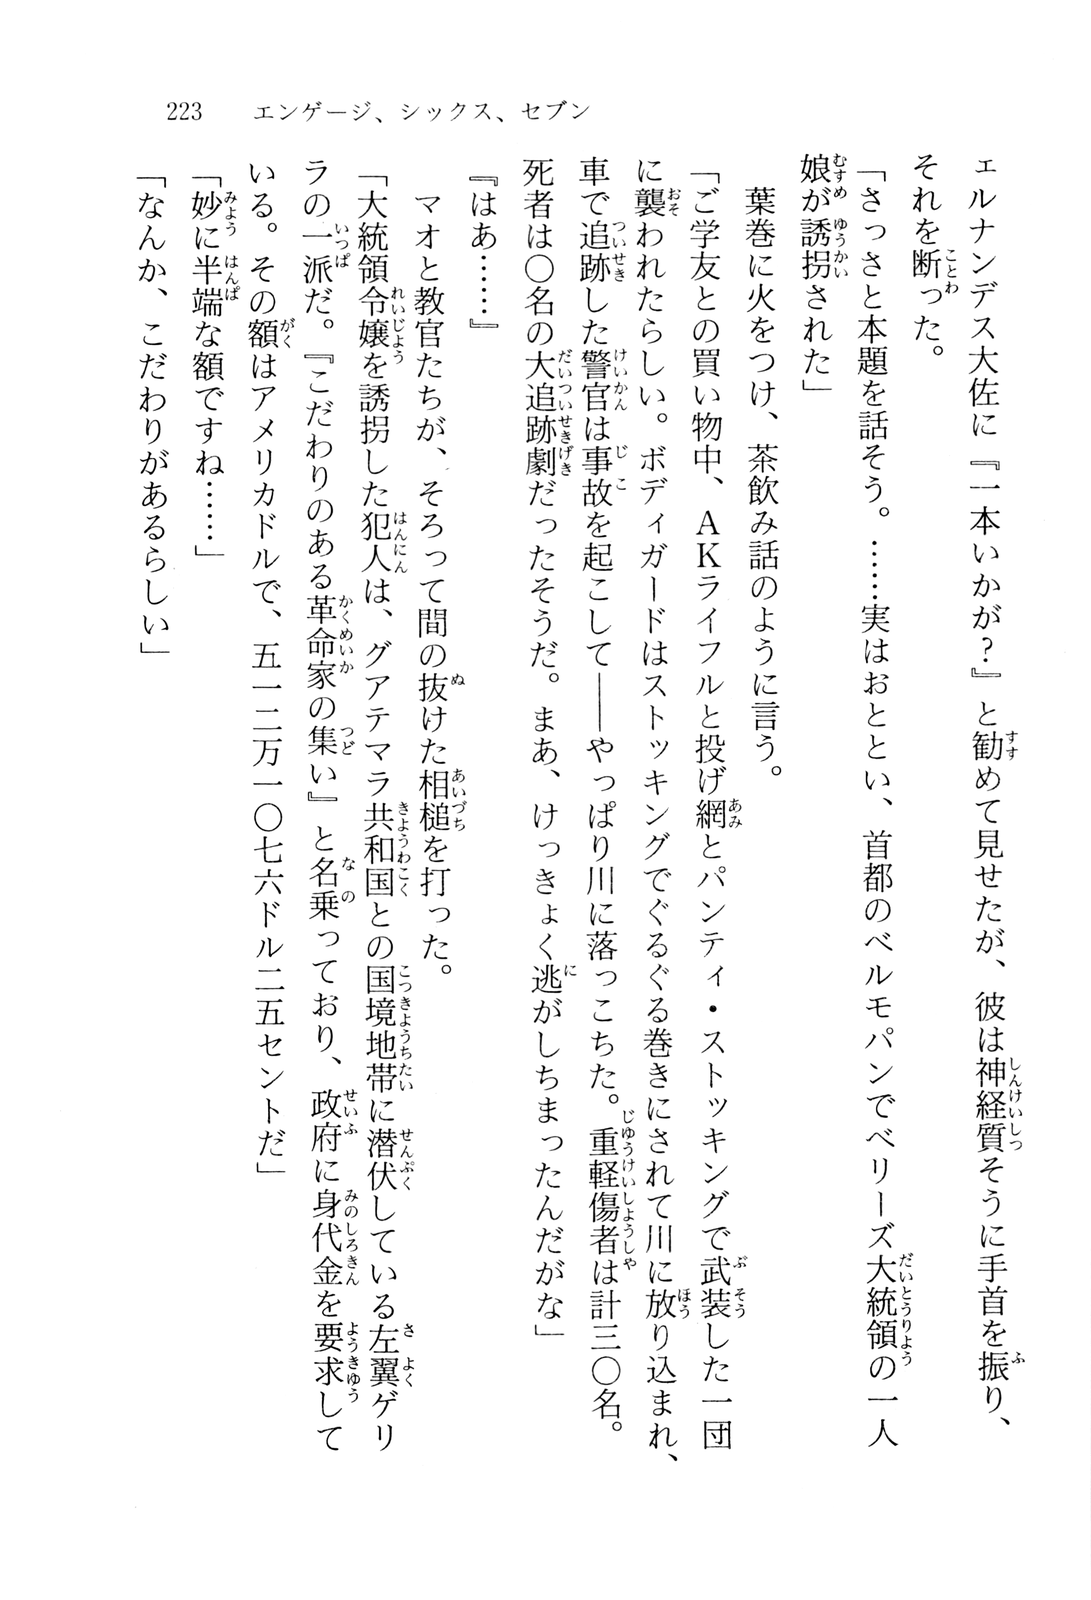 223　エンゲージ、シックス、セブン
ェルナンデス大佐に『一本いかが？』と勧めて見せたが、彼は神経質そうに手首を振り、
それを断った。
「さっさと本題を話そう。……実はおととい、首都のベルモパンでベリーズ大統領の一人
娘が誘拐された」
　葉巻に火をつけ、茶飲み話のように言う。
「ご学友との買い物中、ＡＫライフルと投げ網とパンティ・ストッキングで武装した一団
に襲われたらしい。ボディガードはストッキングでぐるぐる巻きにされて川に放り込まれ、
車で追跡した警官は事故を起こして――やっぱり川に落っこちた。重軽傷者は計三〇名。
死者は〇名の大追跡劇だったそうだ。まあ、けっきょく逃がしちまったんだがな」
『はあ……』
　マオと教官たちが、そろって間の抜けた相槌を打った。
「大統領令嬢を誘拐した犯人は、グアテマラ共和国との国境地帯に潜伏している左翼ゲリ
ラの一派だ。『こだわりのある革命家の集い』と名乗っており、政府に身代金を要求して
いる。その額はアメリカドルで、五一二万一〇七六ドル二五セントだ」
「妙に半端な額ですね……」
「なんか、こだわりがあるらしい」